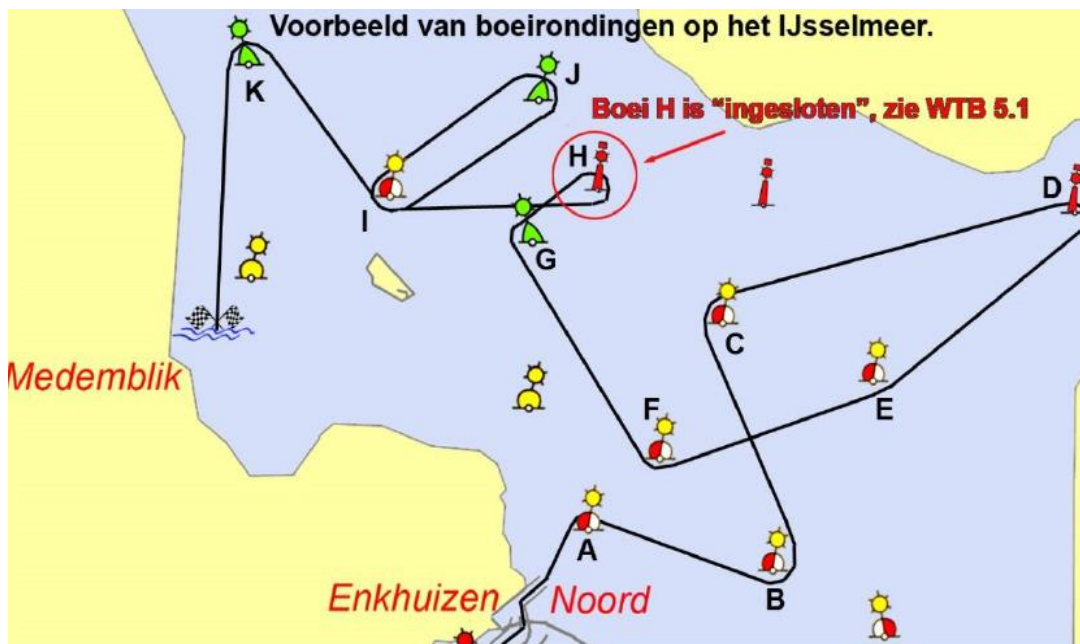 Voorbeeld van boeirondingen op het IJsselmeer.
K
J
Boei H is "ingesloten", zie WTB 5.1
H
D
I
G
C
Medemblik
F
E
A
Enkhuizen Noord
B